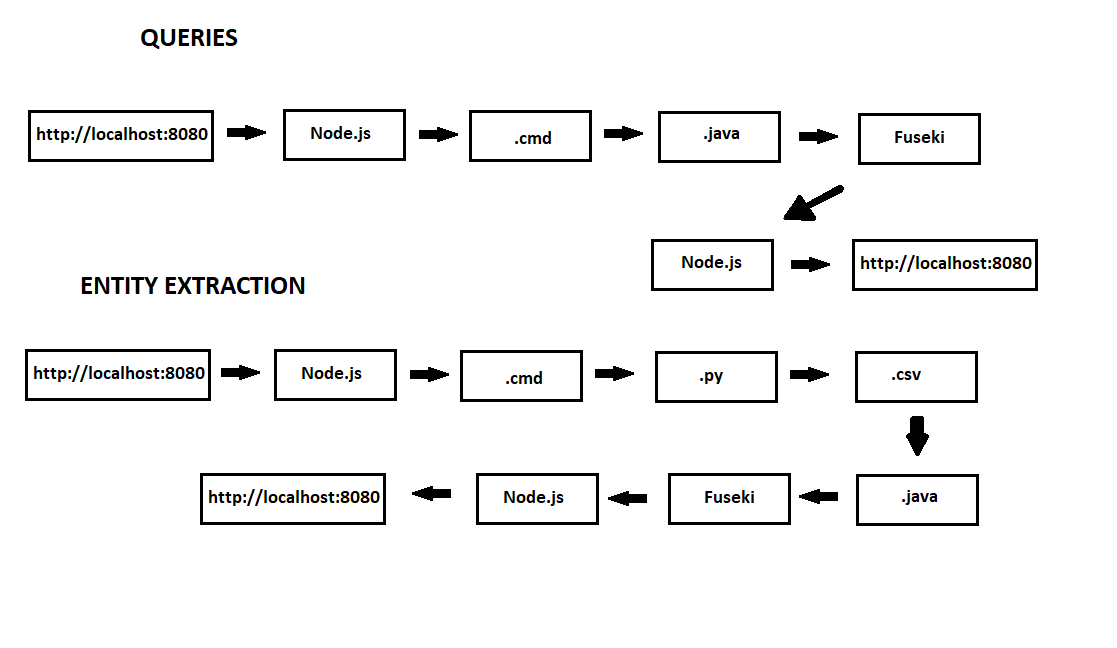 QUERIES
http://localhost:8080
Node.js
.cmd
.java
Fuseki
Node.js
http://localhost:8080
ENTITY EXTRACTION
http://localhost:8080
Node.js
.cmd
.py
.csv
.java
Fuseki
Node.js
http://localhost:8080